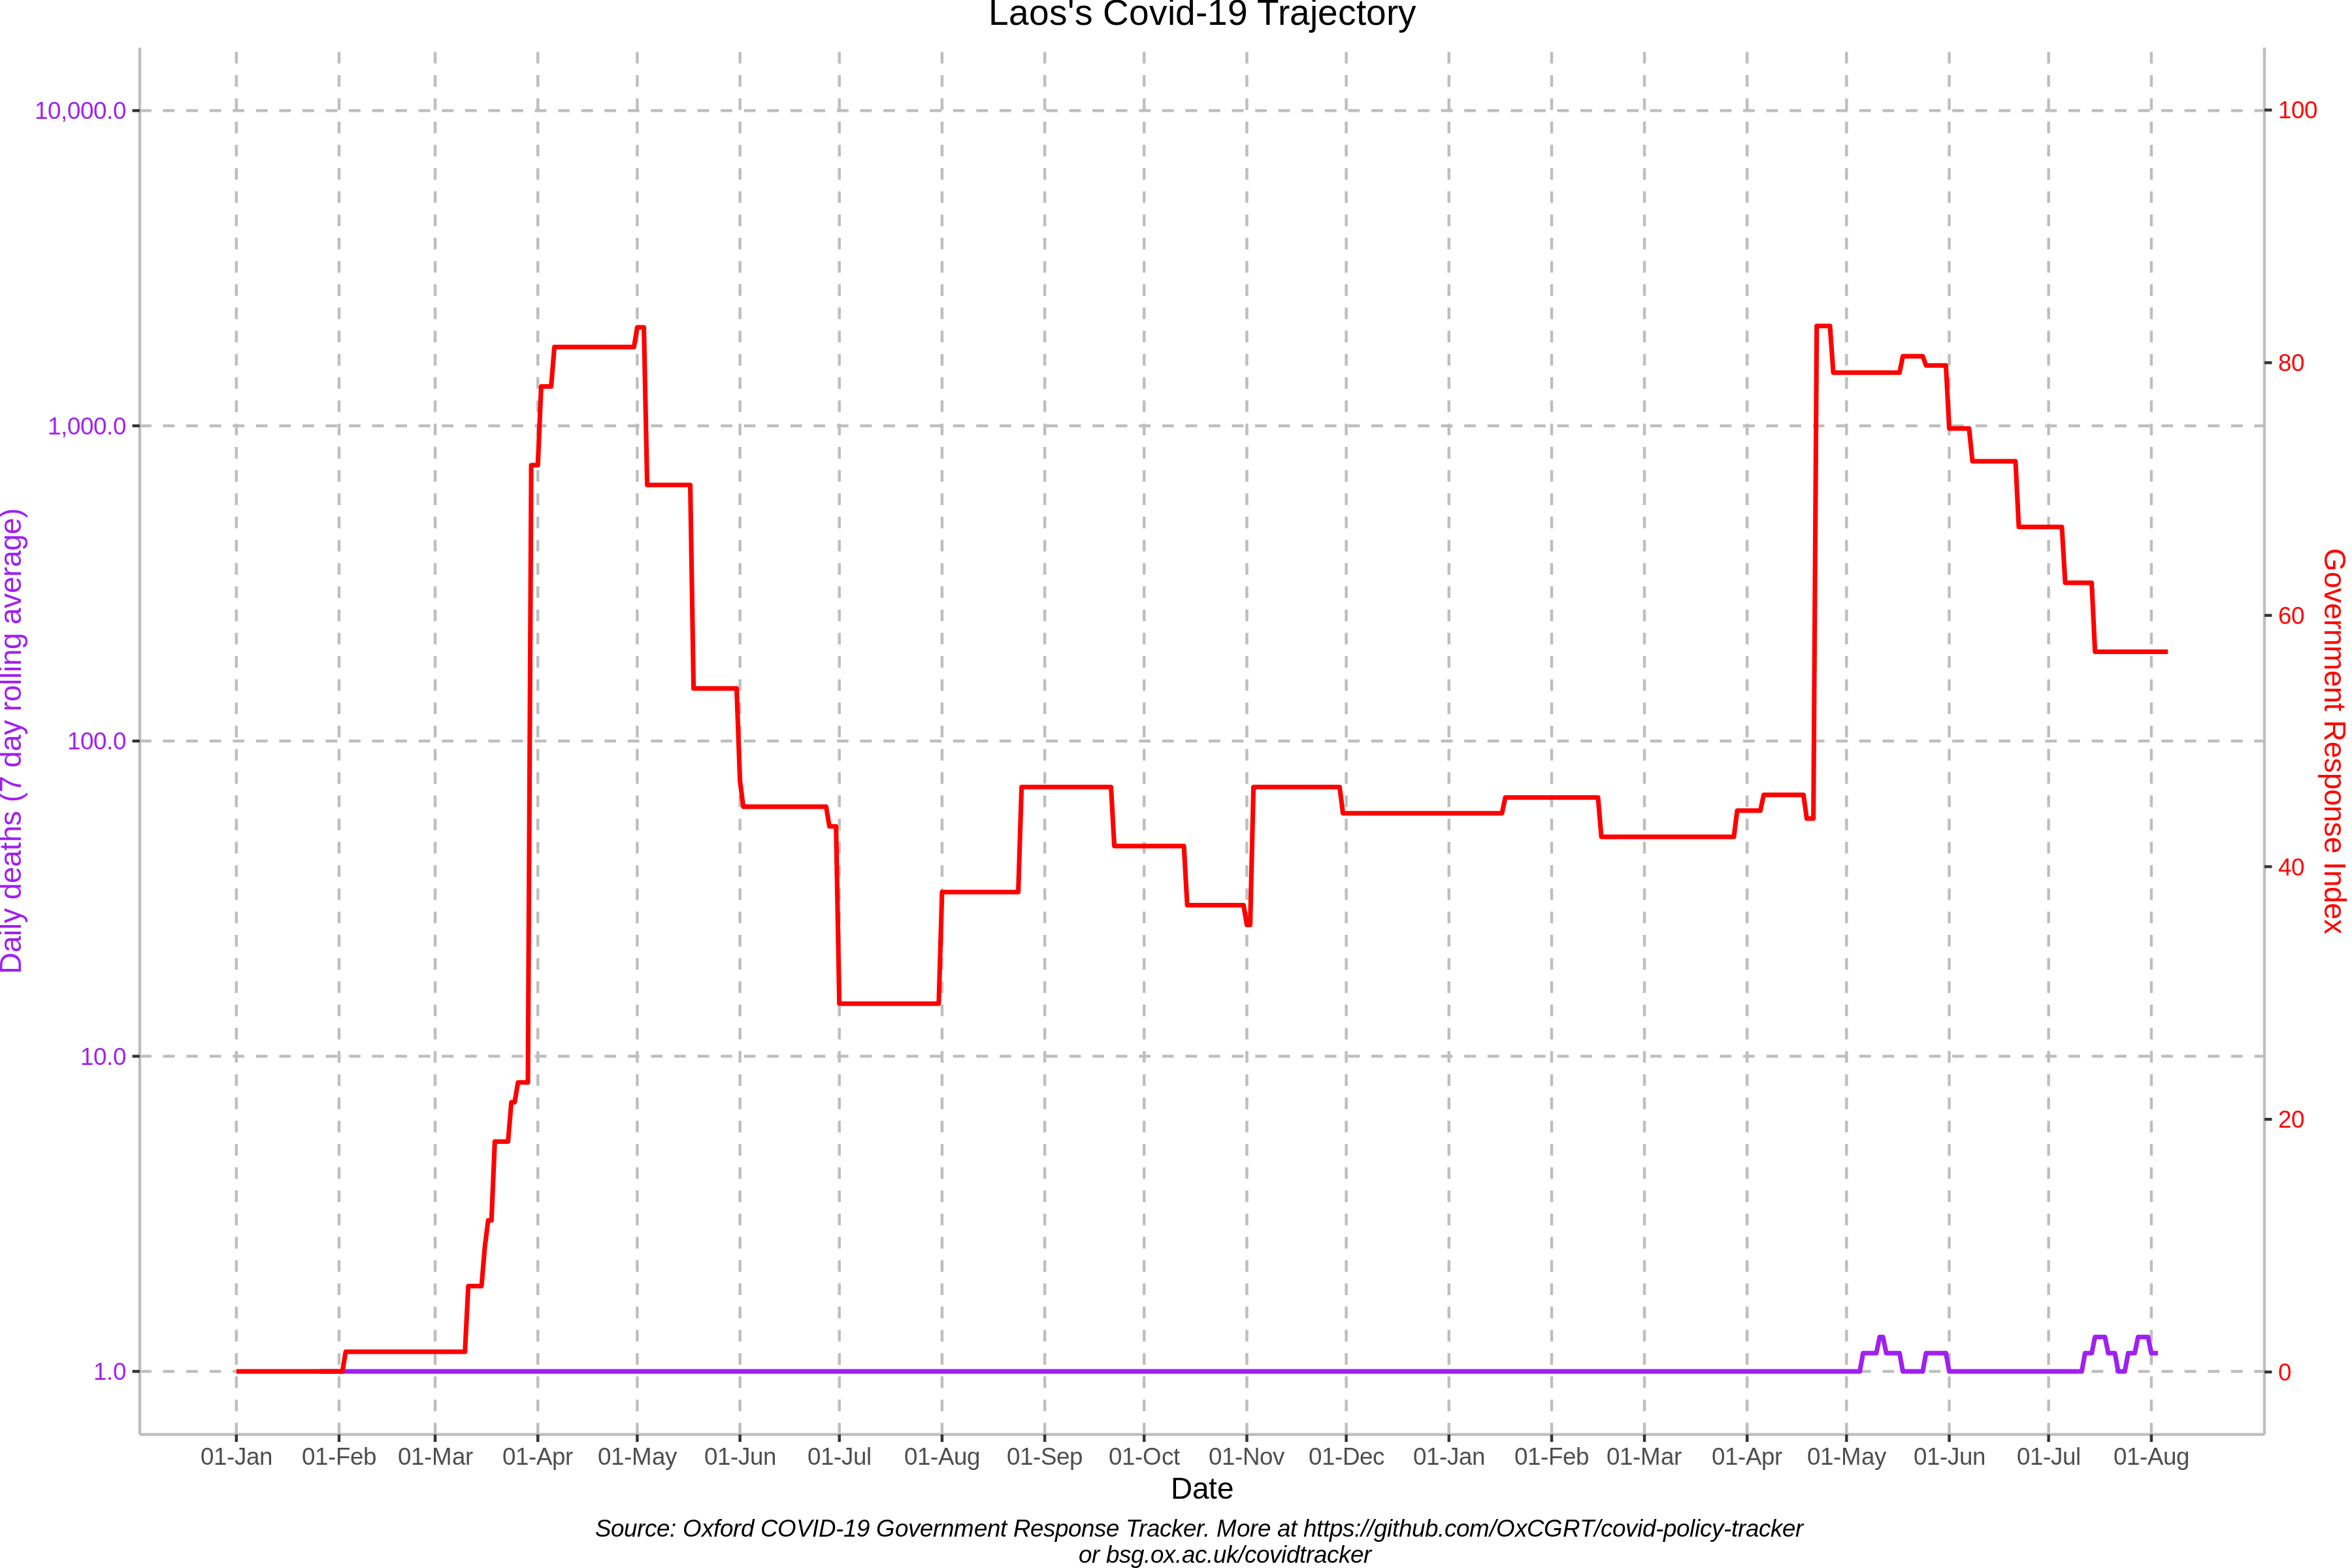 Laos's Covid-19 Trajectory
10,000.0
1,000.0
100.0
10.0
1.0
Daily deaths (7 day rolling average)
100
80
60
40
20
0
Government Response Index
01-Jan 01-Feb 01-Mar 01-Apr 01-May 01-Jun 01-Jul 01-Aug 01-Sep 01-Oct 01-Nov 01-Dec 01-Jan 01-Feb 01-Mar 01-Apr 01-May 01-Jun 01-Jul 01-Aug
Date
Source: Oxford COVID-19 Government Response Tracker. More at https://github.com/OxCGRT/covid-policy-tracker
or bsg.ox.ac.uk/covidtracker